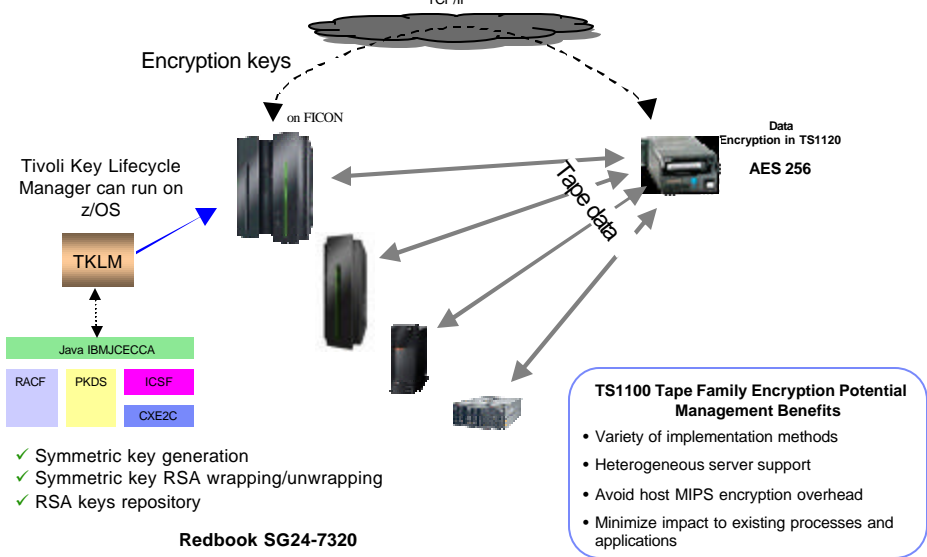 TCP/IP
Encryption keys
on FICON
Data
Encryption in TS1120
AES 256
Tivoli Key Lifecycle
Manager can run on
z/OS
Tape data
TKLM
Java IBMJCECCA
RACF
PKDS
ICSF
CXE2C
✓ Symmetric key generation
✓ Symmetric key RSA wrapping/unwrapping
✓ RSA keys repository
Redbook SG24-7320
TS1100 Tape Family Encryption Potential
Management Benefits
• Variety of implementation methods
• Heterogeneous server support
• Avoid host MIPS encryption overhead
• Minimize impact to existing processes and
applications